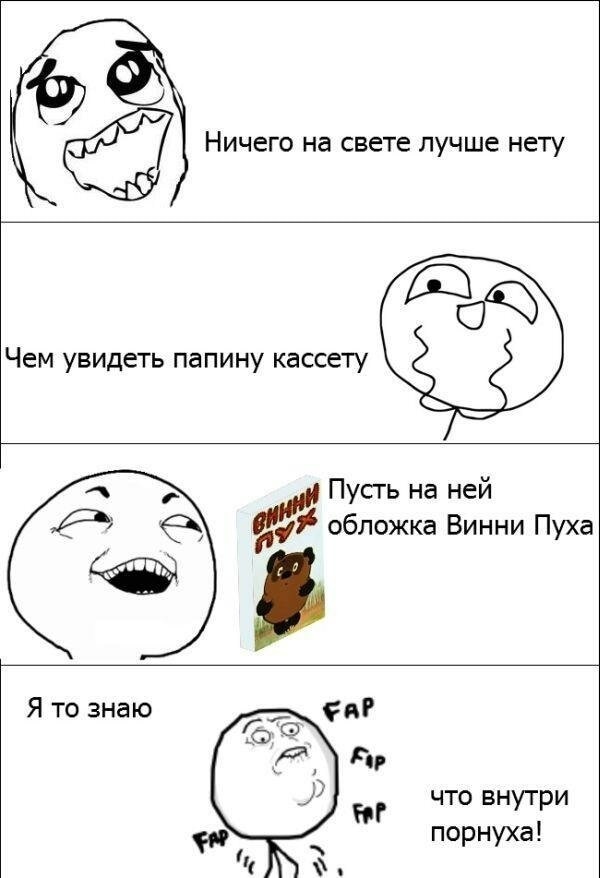 Ничего на свете лучше нету
Чем увидеть папину кассету
ВИННИ
ПУХ
Пусть на ней
обложка Винни Пуха
Я то знаю
FAP
FAP
FAP
FAP
что внутри
порнуха!